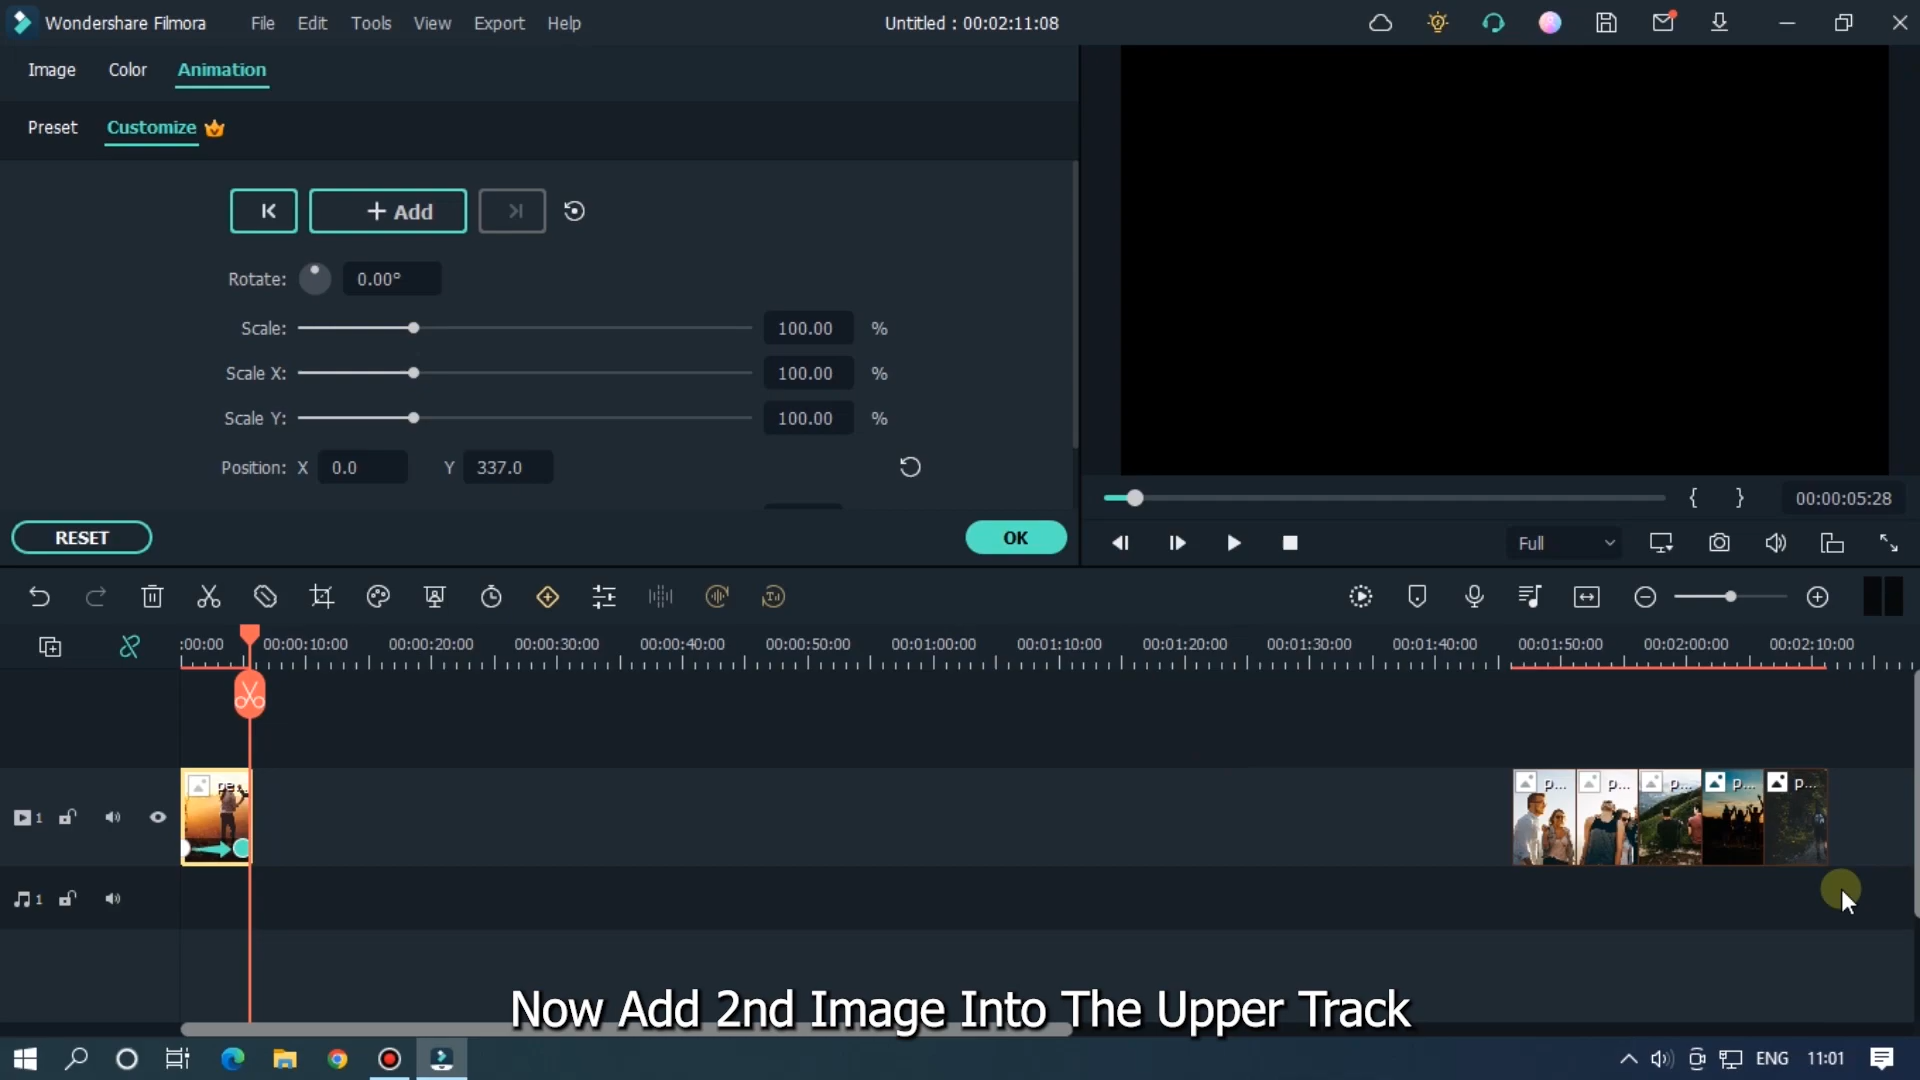 Wondershare Filmora File Edit Tools View Export Help Untitled : 00:02:11:08
Image Color Animation
Preset Customize
+ Add
Rotate: 0.00°
Scale: 100.00 %
Scale X: 100.00 %
Scale Y: 100.00 %
Position: X 0.0 Y 337.0
{ } 00:00:05:28
RESET OK
Full
:00:00 00:00:10:00 00:00:20:00 00:00:30:00 00:00:40:00 00:00:50:00 00:01:00:00 00:01:10:00 00:01:20:00 00:01:30:00 00:01:40:00 00:01:50:00 00:02:00:00 00:02:10:00
pe... p... p... p... p... p...
1
1
Now Add 2nd Image Into The Upper Track
ENG 11:01